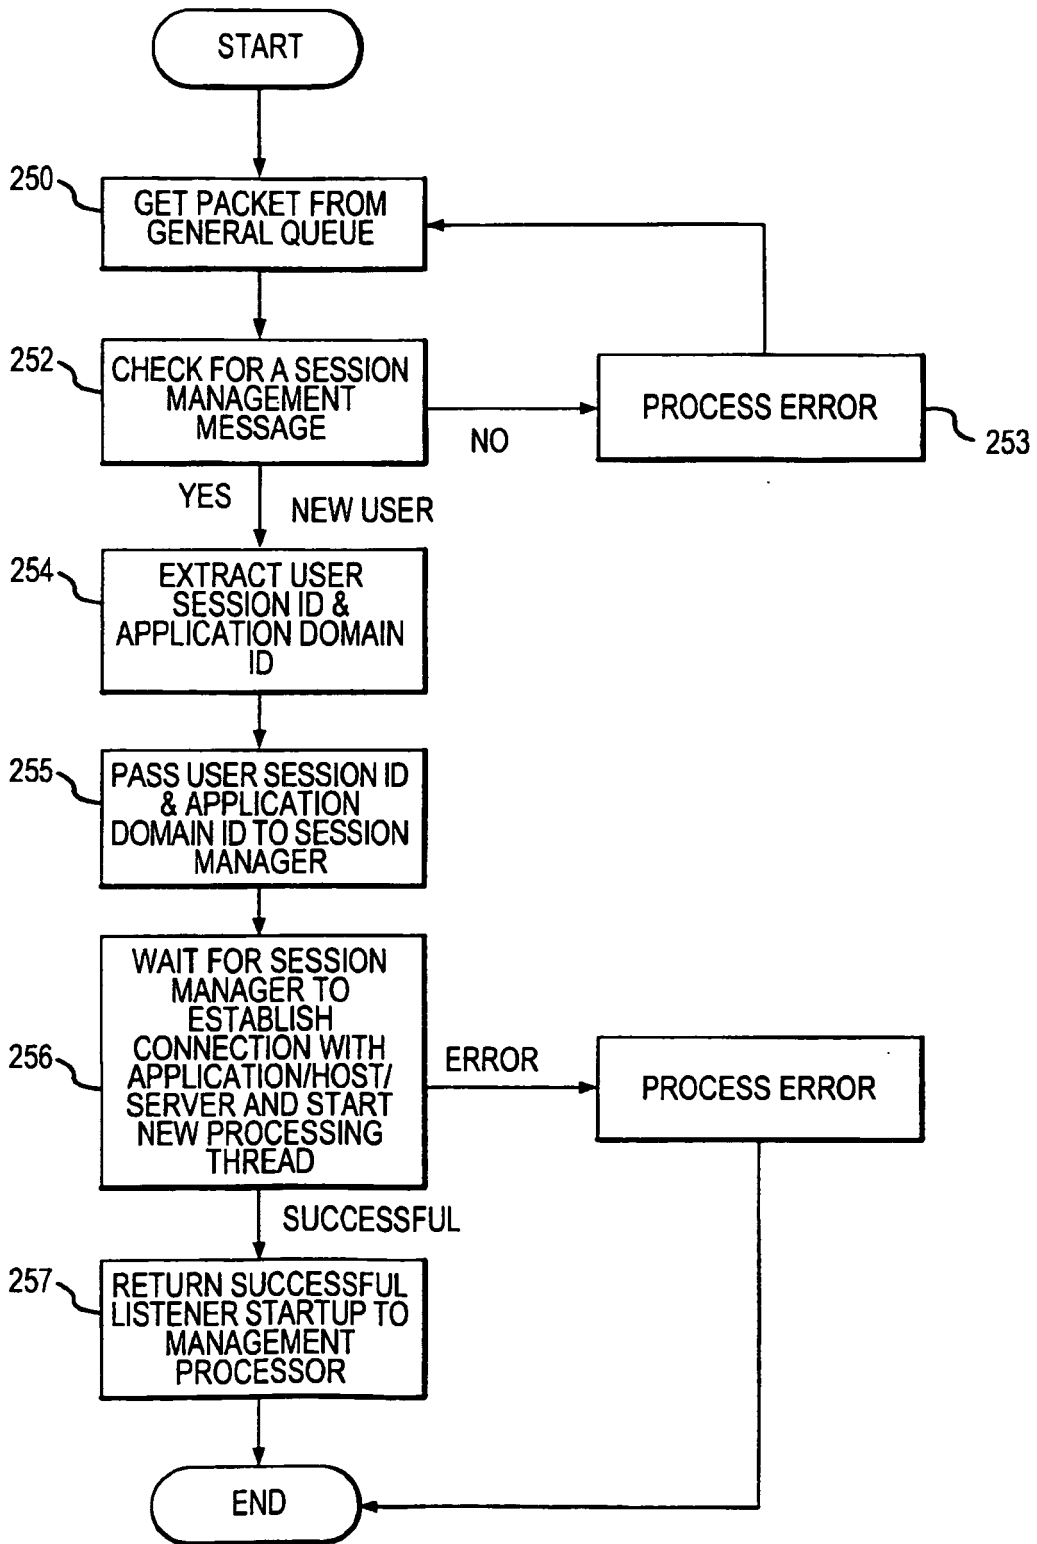 START
250
GET PACKET FROM
GENERAL QUEUE
252
CHECK FOR A SESSION
MANAGEMENT
MESSAGE
NO
PROCESS ERROR
253
YES
NEW USER
254
EXTRACT USER
SESSION ID &
APPLICATION DOMAIN
ID
255
PASS USER SESSION ID
& APPLICATION
DOMAIN ID TO SESSION
MANAGER
256
WAIT FOR SESSION
MANAGER TO
ESTABLISH
CONNECTION WITH
APPLICATION/HOST/
SERVER AND START
NEW PROCESSING
THREAD
ERROR
PROCESS ERROR
SUCCESSFUL
257
RETURN SUCCESSFUL
LISTENER STARTUP TO
MANAGEMENT
PROCESSOR
END